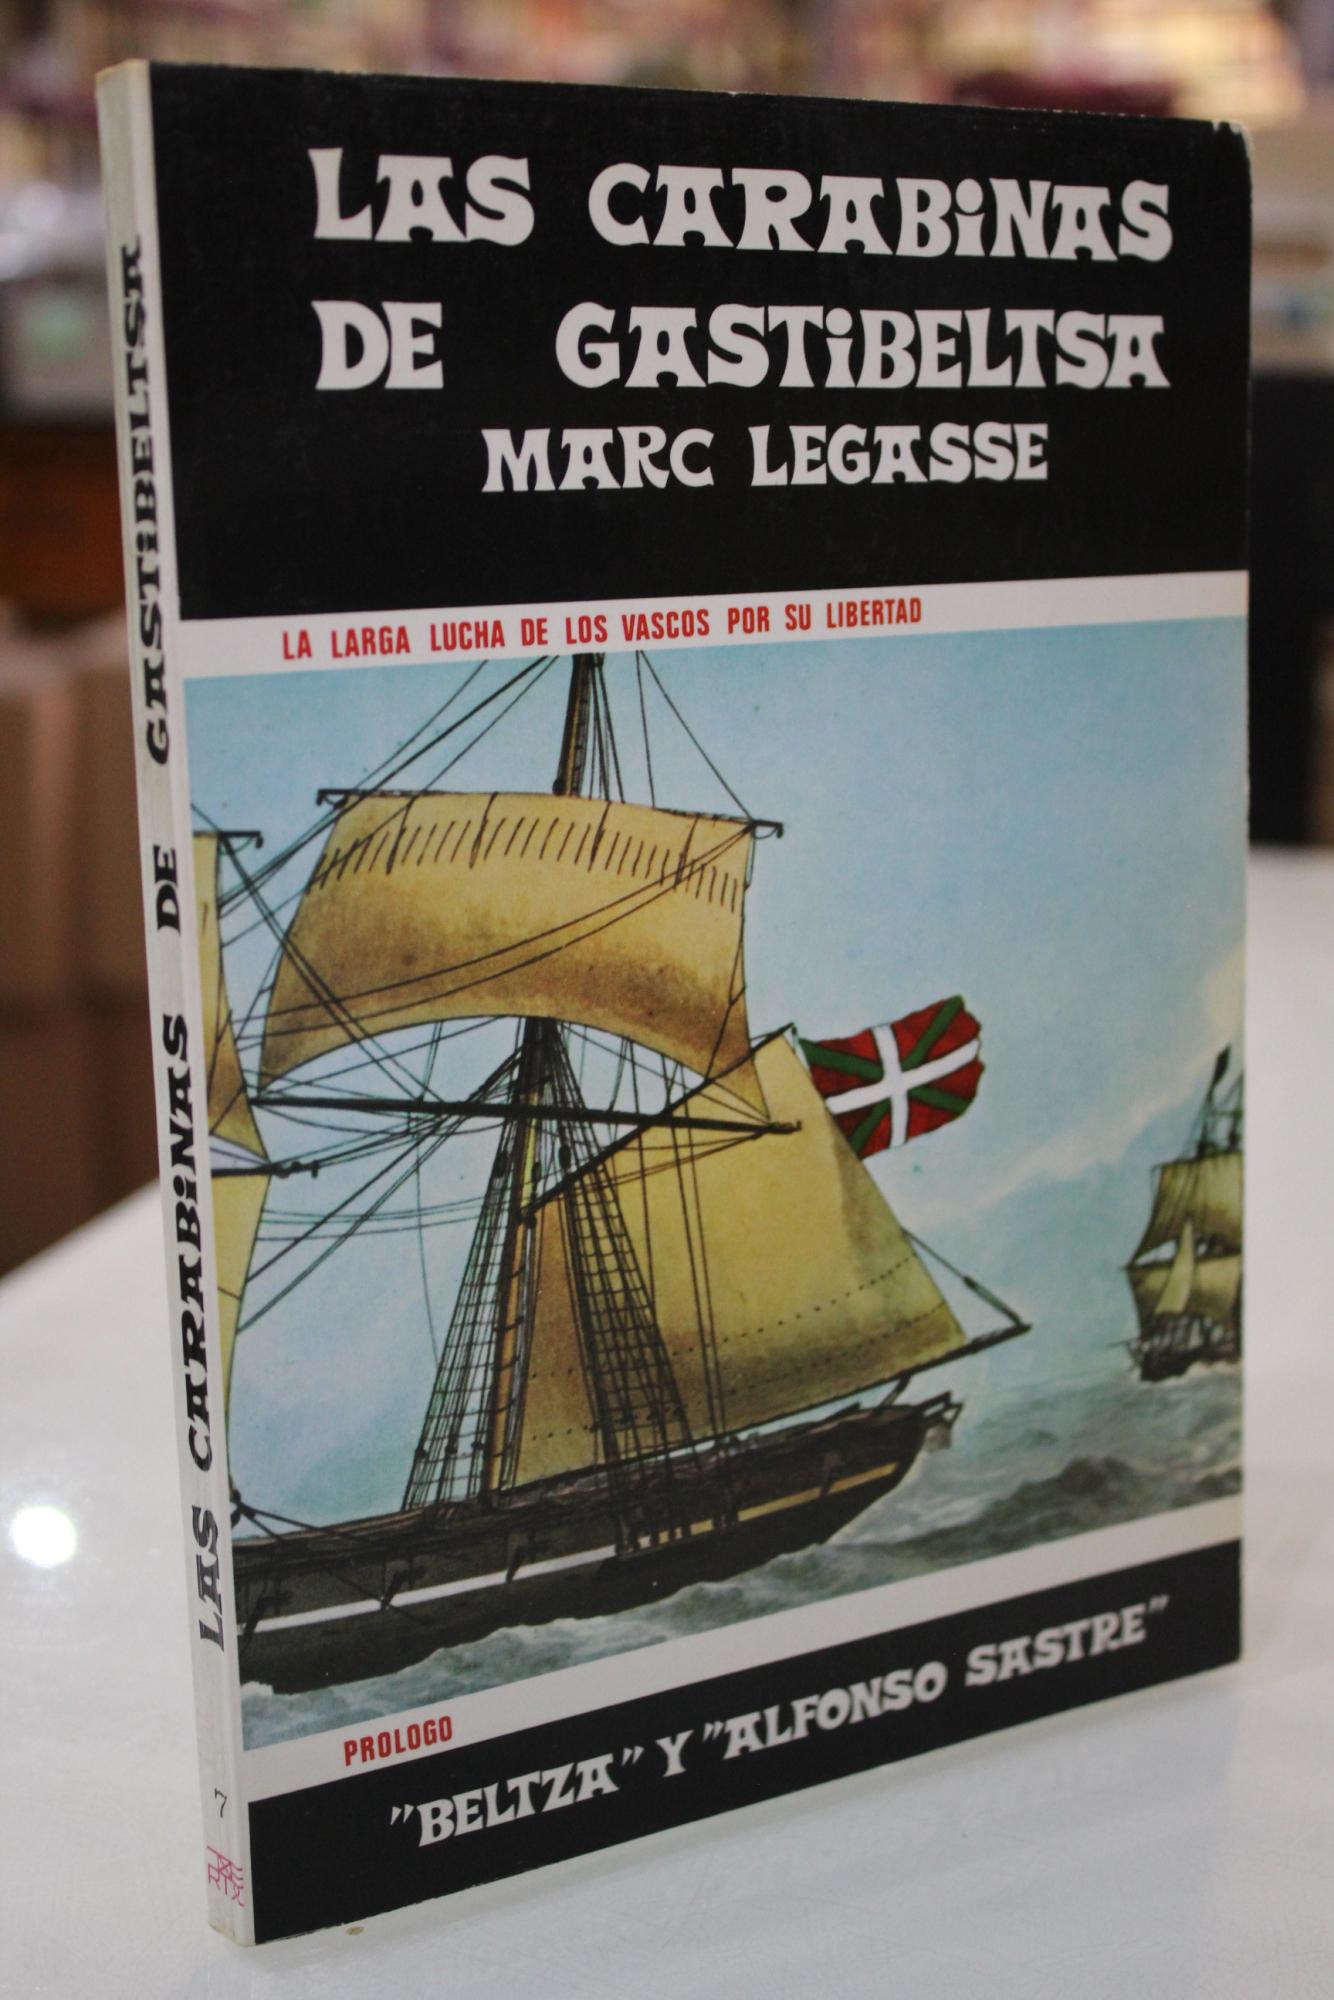 LAS CARABiNAS
DE GASTiBELTSA
MARC LEGASSE
LA LARGA LUCHA DE LOS VASCOS POR SU LIBERTAD
PROLOGO
"BELTZA" Y "ALFONSO SASTRE"
LAS CARABiNAS DE GASTiBELTSA
7